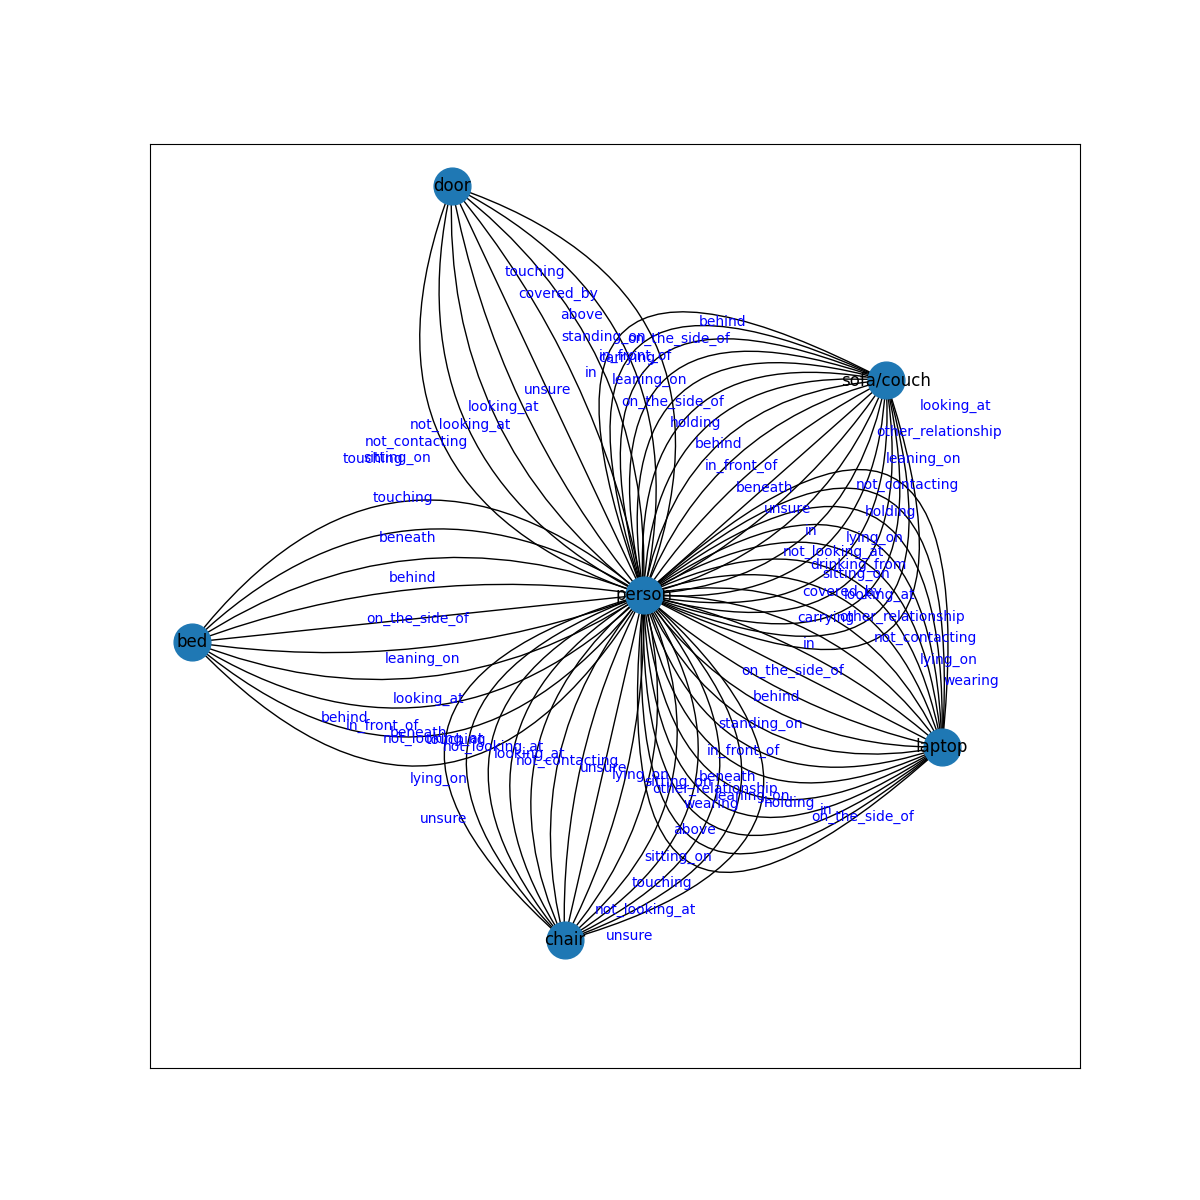 door
touching
covered_by
above
behind
standing_on
on_the_side_of
in_front_of
carrying
in
leaning_on
sofa/couch
unsure
on_the_side_of
looking_at
looking_at
holding
not_looking_at
other_relationship
not_contacting
behind
touching
sitting_on
leaning_on
in_front_of
not_contacting
beneath
touching
unsure
holding
in
beneath
lying_on
not_looking_at
drinking_from
behind
sitting_on
covered_by
looking_at
person
on_the_side_of
carrying
other_relationship
bed
in
not_contacting
leaning_on
lying_on
on_the_side_of
wearing
looking_at
behind
behind
in_front_of
standing_on
beneath
not_looking_at
touching
not_looking_at
laptop
looking_at
in_front_of
not_contacting
unsure
lying_on
beneath
lying_on
sitting_on
other_relationship
leaning_on
wearing
holding
in
unsure
on_the_side_of
above
sitting_on
touching
not_looking_at
unsure
chair